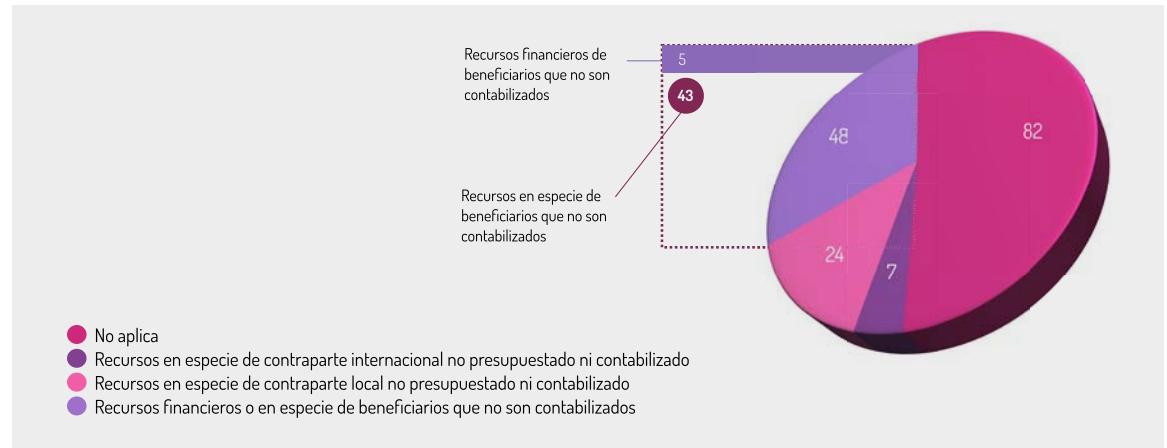 Recursos financieros de
beneficiarios que no son
contabilizados
5
43
Recursos en especie de
beneficiarios que no son
contabilizados
48
82
24
7
No aplica
Recursos en especie de contraparte internacional no presupuestado ni contabilizado
Recursos en especie de contraparte local no presupuestado ni contabilizado
Recursos financieros o en especie de beneficiarios que no son contabilizados